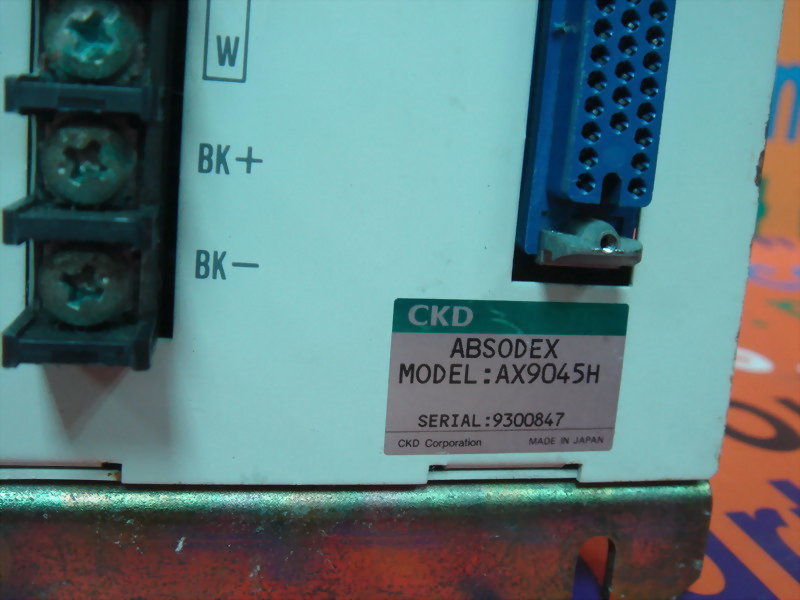 W
BK+
BK-
CKD
ABSODEX
MODEL:AX9045H
SERIAL:9300847
CKD Corporation MADE IN JAPAN